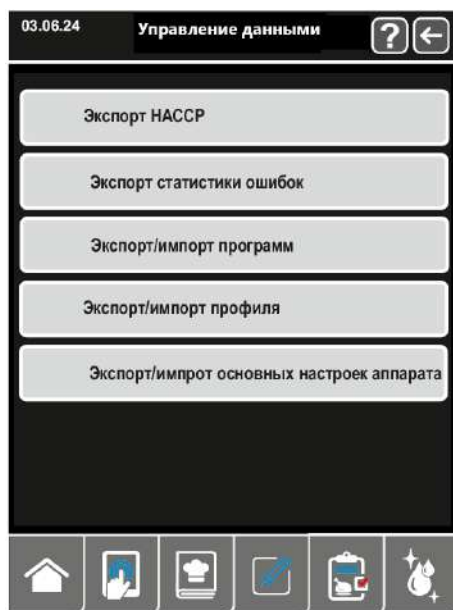 03.06.24
Управление данными
?
Экспорт HACCP
Экспорт статистики ошибок
Экспорт/импорт программ
Экспорт/импорт профиля
Экспорт/импрот основных настроек аппарата